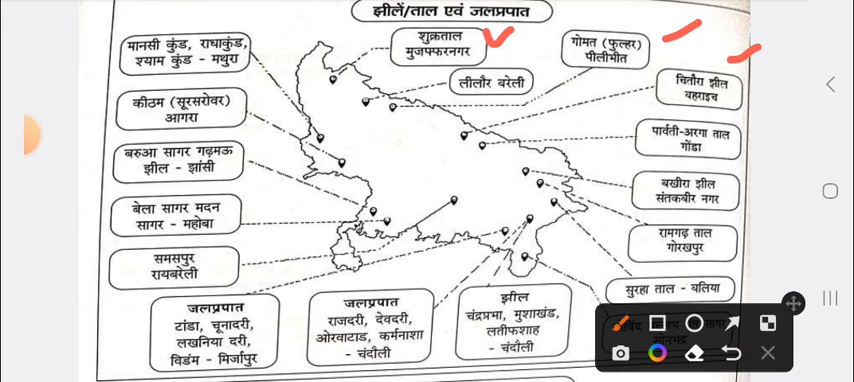 झीलें/ताल एवं जलप्रपात
मानसी कुंड, राधाकुंड,
श्याम कुंड - मथुरा
शुक्रताल
मुजफ्फरनगर
गोमत (फुल्हर)
पीलीभीत
लीलौर बरेली
चितौरा झील
बहराइच
कीठम (सूरसरोवर)
आगरा
पार्वती-अरगा ताल
गोंडा
बरुआ सागर गढ़मऊ
झील - झांसी
बखीरा झील
संतकबीर नगर
बेला सागर मदन
सागर - महोबा
रामगढ़ ताल
गोरखपुर
समसपुर
रायबरेली
सुरहा ताल - बलिया
जलप्रपात
टांडा, चूनादरी,
लखनिया दरी,
विडंम - मिर्जापुर
जलप्रपात
राजदरी, देवदरी,
ओरवाटाड, कर्मनाशा
- चंदौली
झील
चंद्रप्रभा, मुशाखंड,
लतीफशाह
- चंदौली